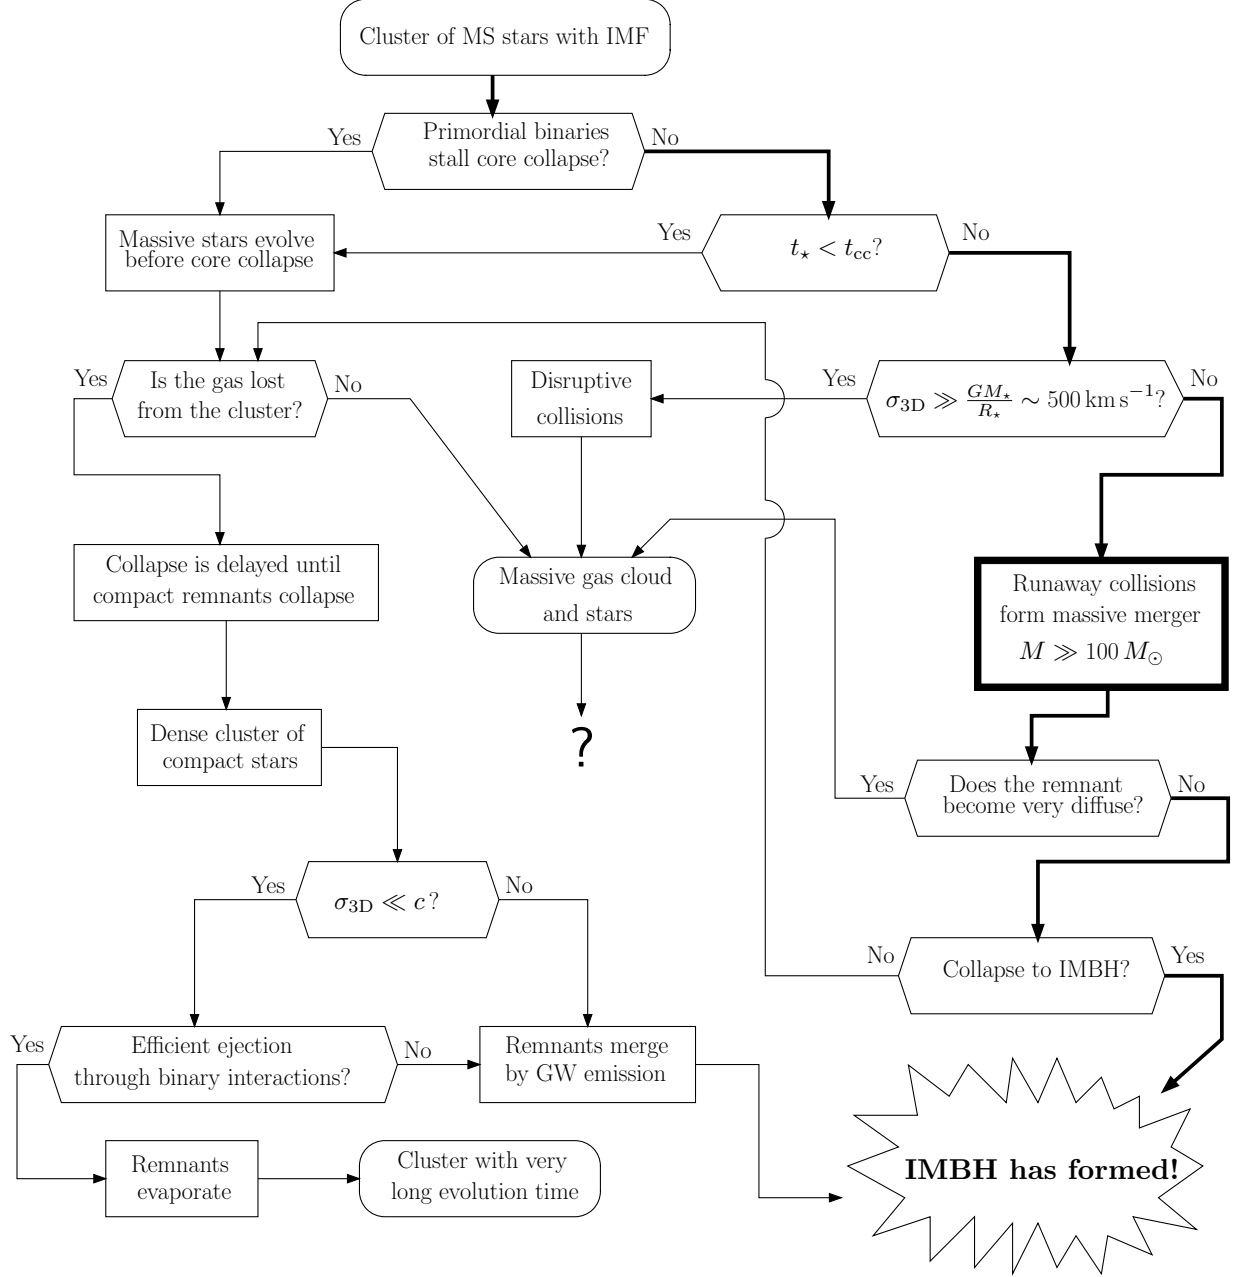 Cluster of MS stars with IMF
Yes
Primordial binaries
stall core collapse?
No
Massive stars evolve
before core collapse
Yes
t⋆ < tcc?
No
Yes
Is the gas lost
from the cluster?
No
Disruptive
collisions
Yes
σ3D ≫ GM⋆/R⋆ ∼ 500 km s−1?
No
Collapse is delayed until
compact remnants collapse
Massive gas cloud
and stars
Runaway collisions
form massive merger
M ≫ 100 M⊙
Dense cluster of
compact stars
?
Yes
Does the remnant
become very diffuse?
No
Yes
σ3D ≪ c?
No
No
Collapse to IMBH?
Yes
Yes
Efficient ejection
through binary interactions?
No
Remnants merge
by GW emission
Remnants
evaporate
Cluster with very
long evolution time
IMBH has formed!